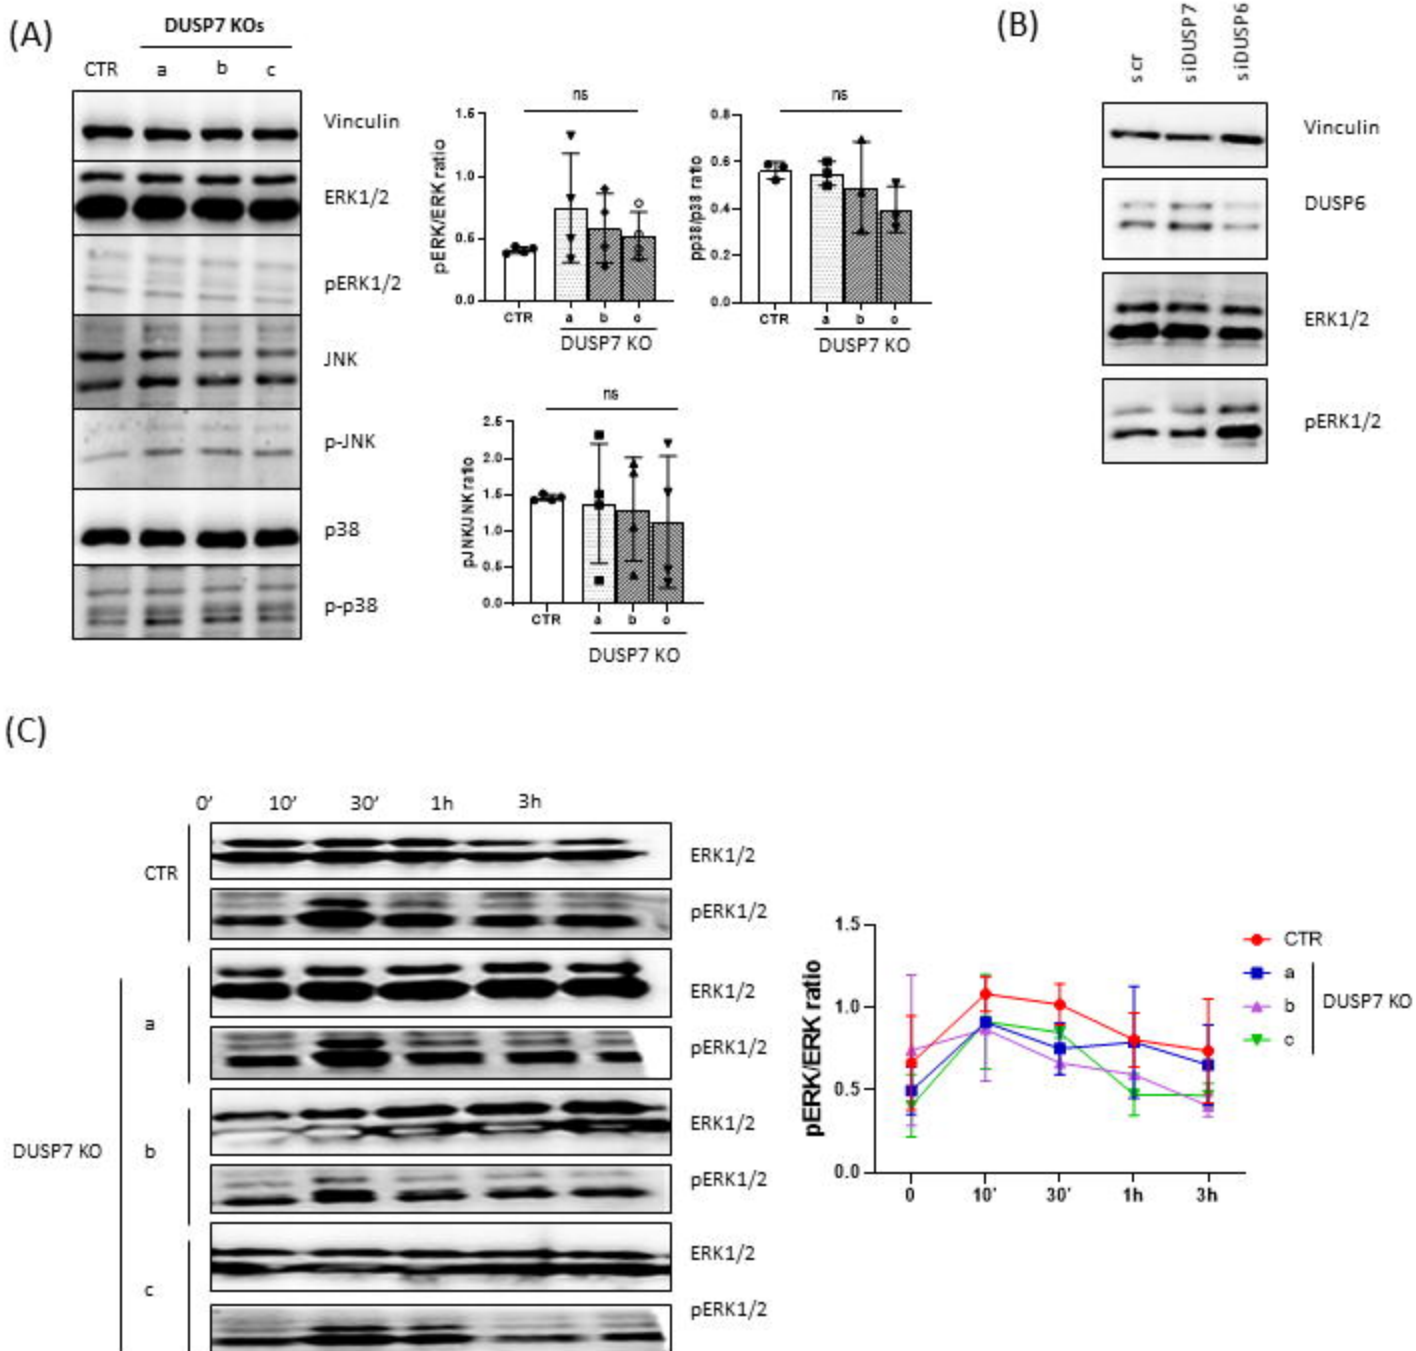 (A)
DUSP7 KOs
CTR a b c
Vinculin
ERK1/2
pERK1/2
JNK
p-JNK
p38
p-p38
ns
pERK/ERK ratio
1.5
1.0
0.5
0.0
CTR a b c
DUSP7 KO
ns
pp38/p38 ratio
0.8
0.6
0.4
0.2
0.0
CTR a b c
DUSP7 KO
ns
pJNK/JNK ratio
2.5
2.0
1.5
1.0
0.5
0.0
CTR a b c
DUSP7 KO
(B)
scr siDUSP7 siDUSP6
Vinculin
DUSP6
ERK1/2
pERK1/2
(C)
0' 10' 30' 1h 3h
CTR
ERK1/2
pERK1/2
DUSP7 KO
a
ERK1/2
pERK1/2
b
ERK1/2
pERK1/2
c
ERK1/2
pERK1/2
pERK/ERK ratio
1.5
1.0
0.5
0.0
0 10' 30' 1h 3h
CTR
a
b
c
DUSP7 KO